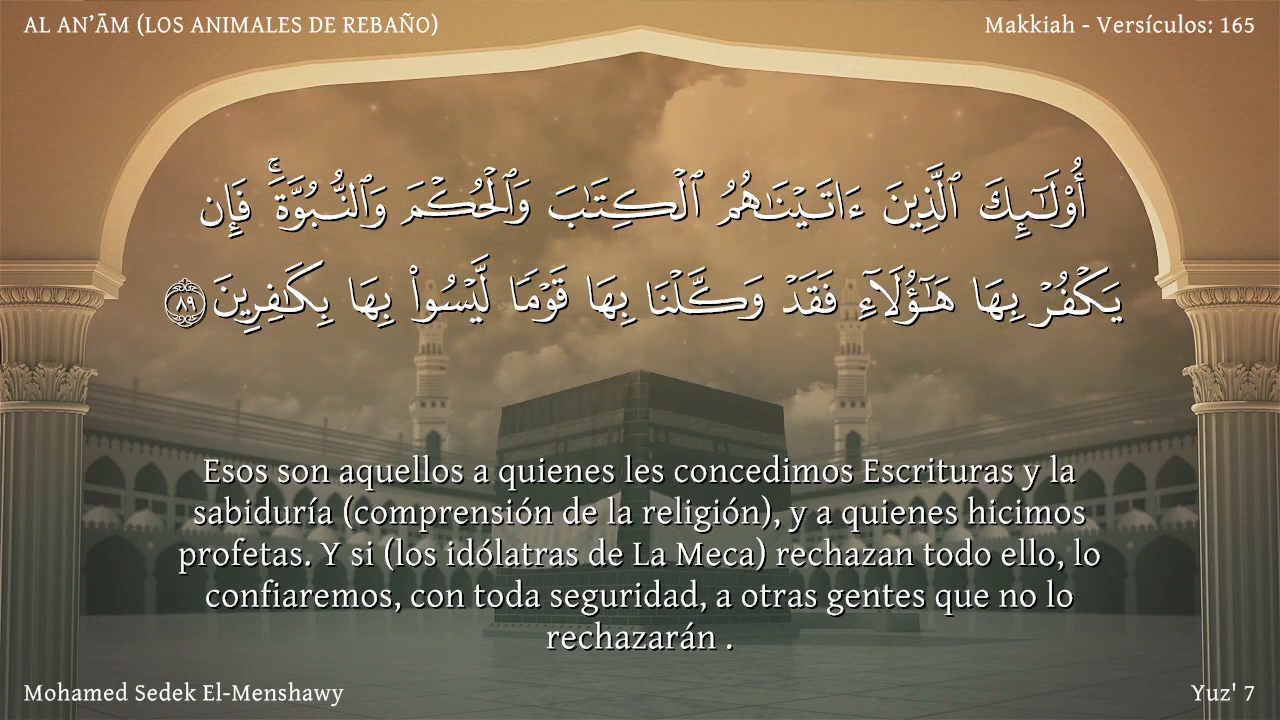 AL AN’ĀM (LOS ANIMALES DE REBAÑO)
Makkiah - Versículos: 165
أُوْلَـٰٓئِكَ ٱلَّذِينَ ءَاتَيْنَـٰهُمُ ٱلْكِتَـٰبَ وَٱلْحُكْمَ وَٱلنُّبُوَّةَ ۚ فَإِن
يَكْفُرْ بِهَا هَـٰٓؤُلَآءِ فَقَدْ وَكَّلْنَا بِهَا قَوْمًا لَّيْسُوا۟ بِهَا بِكَـٰفِرِينَ ٨٩
Esos son aquellos a quienes les concedimos Escrituras y la
sabiduría (comprensión de la religión), y a quienes hicimos
profetas. Y si (los idólatras de La Meca) rechazan todo ello, lo
confiaremos, con toda seguridad, a otras gentes que no lo
rechazarán .
Mohamed Sedek El-Menshawy
Yuz' 7